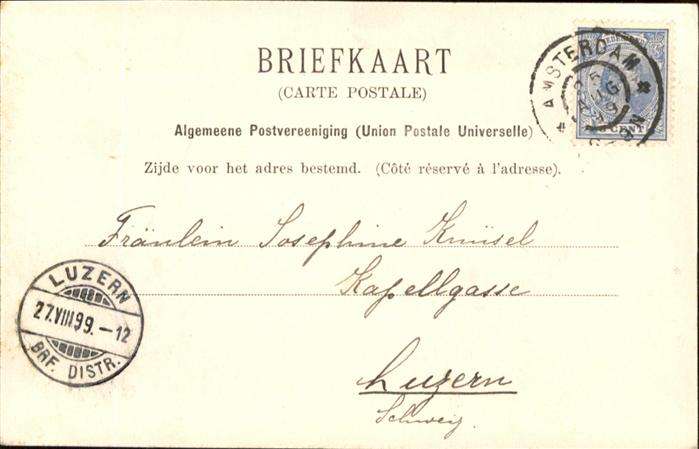 BRIEFKAART
(CARTE POSTALE)
Algemeene Postvereeniging (Union Postale Universelle)
Zijde voor het adres bestemd. (Côté réservé à l'adresse).
AMSTERDAM
CENT
Fräulein Josephine Knüsel
Kapellgasse
Luzern
Schweiz
LUZERN
27.VIII.99.-12
BRF. DISTR.